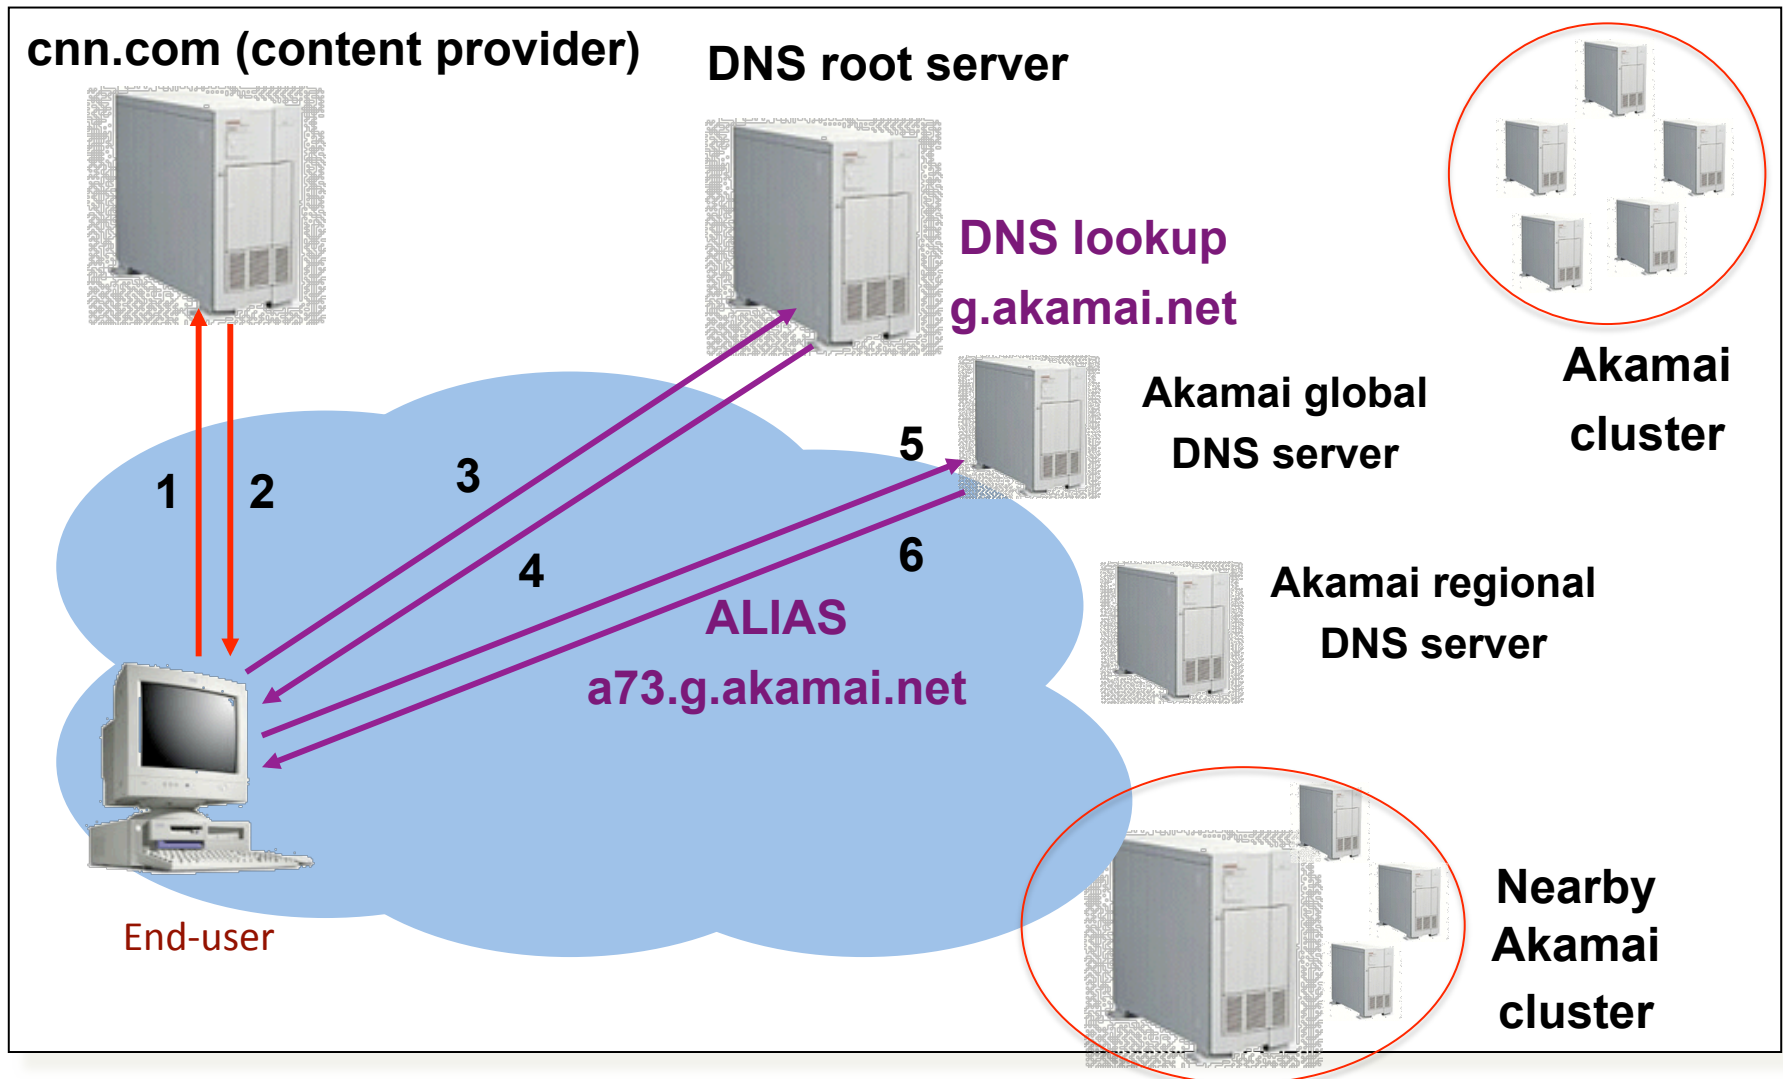 cnn.com (content provider)
DNS root server
DNS lookup
g.akamai.net
Akamai
cluster
Akamai global
DNS server
5
3
1
2
4
6
Akamai regional
DNS server
ALIAS
a73.g.akamai.net
Nearby
Akamai
cluster
End-user